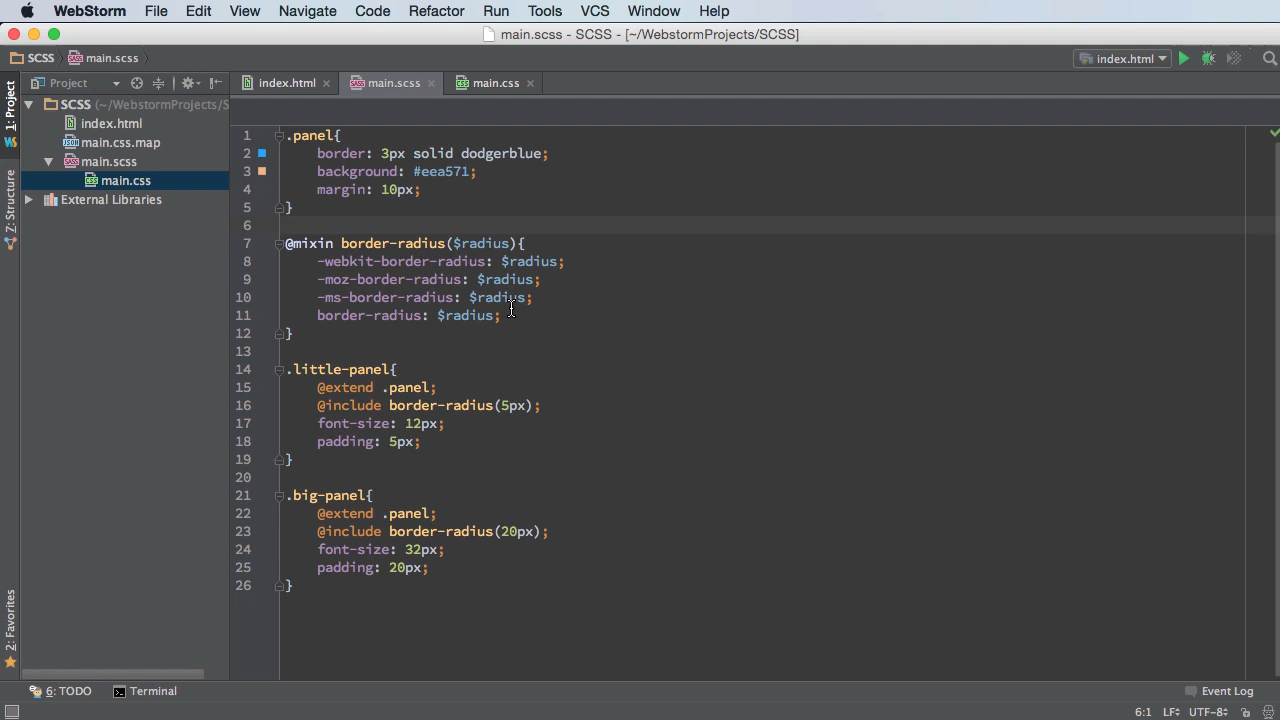 WebStorm File Edit View Navigate Code Refactor Run Tools VCS Window Help
main.scss - SCSS - [~/WebstormProjects/SCSS]
SCSS main.scss index.html
1: Project
Z: Structure
2: Favorites
Project
SCSS (~/WebstormProjects/S
index.html
main.css.map
main.scss
main.css
External Libraries
index.html main.scss main.css
1 .panel{
2 border: 3px solid dodgerblue;
3 background: #eea571;
4 margin: 10px;
5 }
6
7 @mixin border-radius($radius){
8 -webkit-border-radius: $radius;
9 -moz-border-radius: $radius;
10 -ms-border-radius: $radius;
11 border-radius: $radius;
12 }
13
14 .little-panel{
15 @extend .panel;
16 @include border-radius(5px);
17 font-size: 12px;
18 padding: 5px;
19 }
20
21 .big-panel{
22 @extend .panel;
23 @include border-radius(20px);
24 font-size: 32px;
25 padding: 20px;
26 }
6: TODO Terminal Event Log
6:1 LF UTF-8